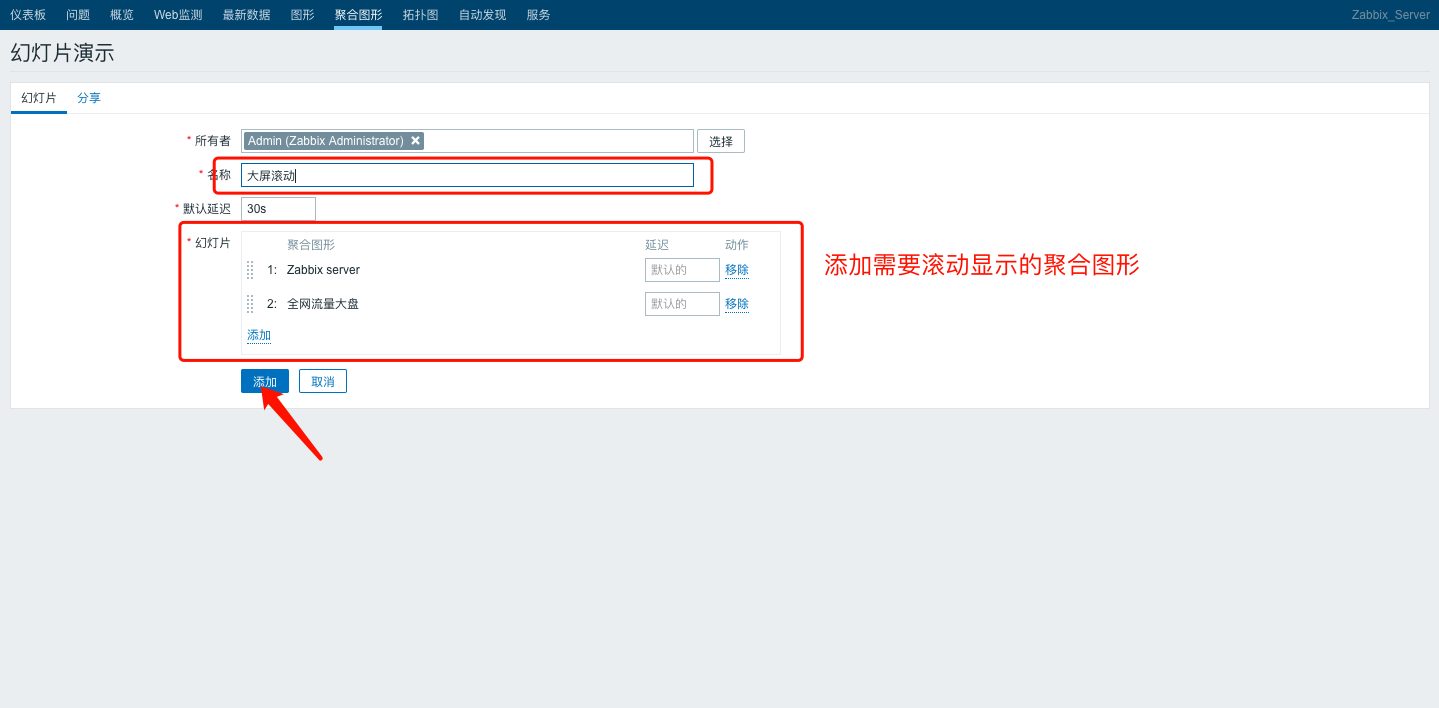 仪表板 问题 概览 Web监测 最新数据 图形 聚合图形 拓扑图 自动发现 服务 Zabbix_Server
幻灯片演示
幻灯片 分享
* 所有者 Admin (Zabbix Administrator) 选择
* 名称 大屏滚动
* 默认延迟 30s
* 幻灯片 聚合图形 延迟 动作
1: Zabbix server 默认的 移除
添加需要滚动显示的聚合图形
2: 全网流量大盘 默认的 移除
添加
添加 取消